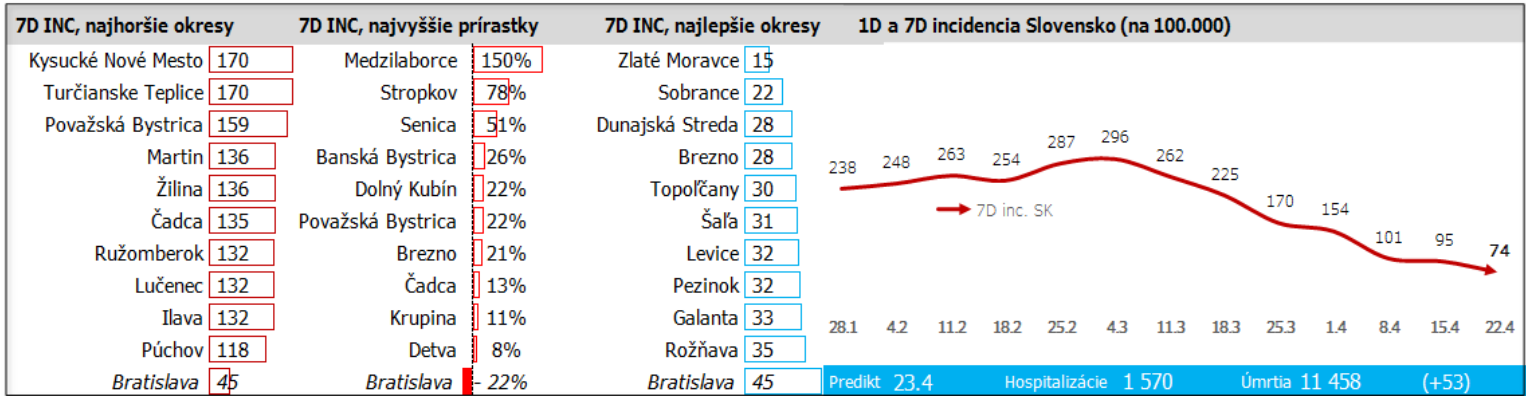 7D INC, najhoršie okresy
Kysucké Nové Mesto 170
Turčianske Teplice 170
Považská Bystrica 159
Martin 136
Žilina 136
Čadca 135
Ružomberok 132
Lučenec 132
Ilava 132
Púchov 118
Bratislava 45
7D INC, najvyššie prírastky
Medzilaborce 150%
Stropkov 78%
Senica 51%
Banská Bystrica 26%
Dolný Kubín 22%
Považská Bystrica 22%
Brezno 21%
Čadca 13%
Krupina 11%
Detva 8%
Bratislava - 22%
7D INC, najlepšie okresy
Zlaté Moravce 15
Sobrance 22
Dunajská Streda 28
Brezno 28
Topoľčany 30
Šaľa 31
Levice 32
Pezinok 32
Galanta 33
Rožňava 35
Bratislava 45
1D a 7D incidencia Slovensko (na 100.000)
238 248 263 254 287 296 262 225 170 154 101 95 74
7D inc. SK
28.1 4.2 11.2 18.2 25.2 4.3 11.3 18.3 25.3 1.4 8.4 15.4 22.4
Predikt 23.4 Hospitalizácie 1 570 Úmrtia 11 458 (+53)